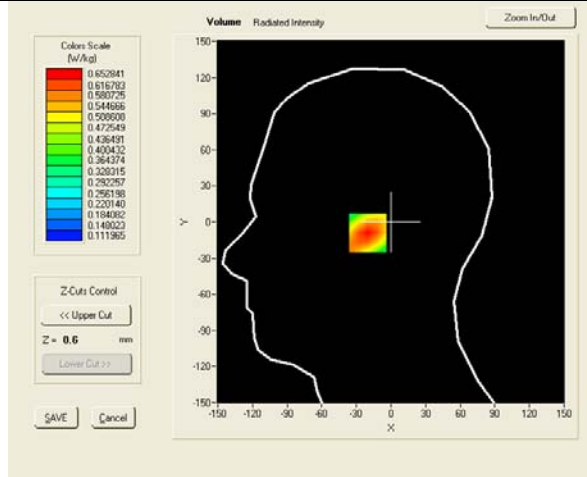 Volume Radiated Intensity
Zoom In/Out
Colors Scale
(W/kg)
0.652841
0.616783
0.580725
0.544666
0.508608
0.472549
0.436491
0.400432
0.364374
0.328315
0.292257
0.256198
0.220140
0.184082
0.148023
0.111965
Z-Cuts Control
<< Upper Cut
Z = 0.6 mm
Lower Cut >>
SAVE Cancel
150
120
90
60
30
0
-30
-60
-90
-120
-150
Y
-150 -120 -90 -60 -30 0 30 60 90 120 150
X